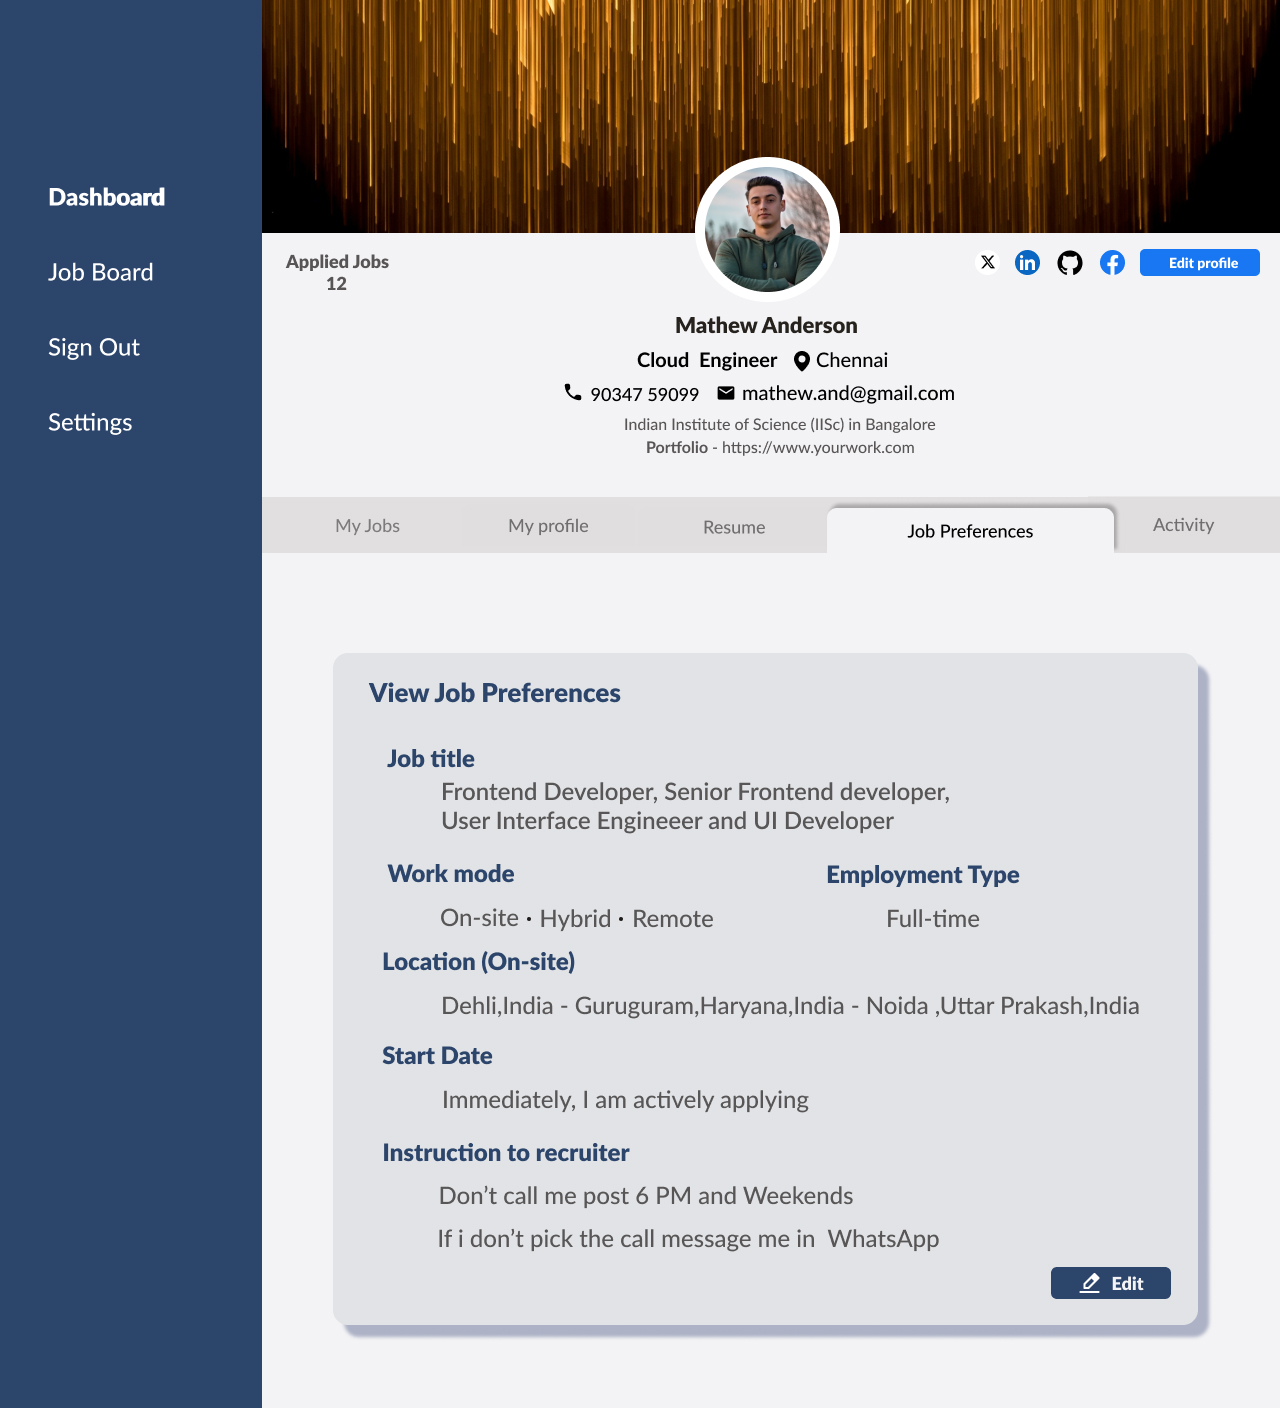 Dashboard
Job Board
Sign Out
Settings
Applied Jobs
12
Edit profile
Mathew Anderson
Cloud Engineer Chennai
90347 59099 mathew.and@gmail.com
Indian Institute of Science (IISc) in Bangalore
Portfolio - https://www.yourwork.com
My Jobs My profile Resume Job Preferences Activity
View Job Preferences
Job title
Frontend Developer, Senior Frontend developer,
User Interface Engineeer and UI Developer
Work mode Employment Type
On-site · Hybrid · Remote Full-time
Location (On-site)
Dehli,India - Guruguram,Haryana,India - Noida ,Uttar Prakash,India
Start Date
Immediately, I am actively applying
Instruction to recruiter
Don’t call me post 6 PM and Weekends
If i don’t pick the call message me in WhatsApp
Edit